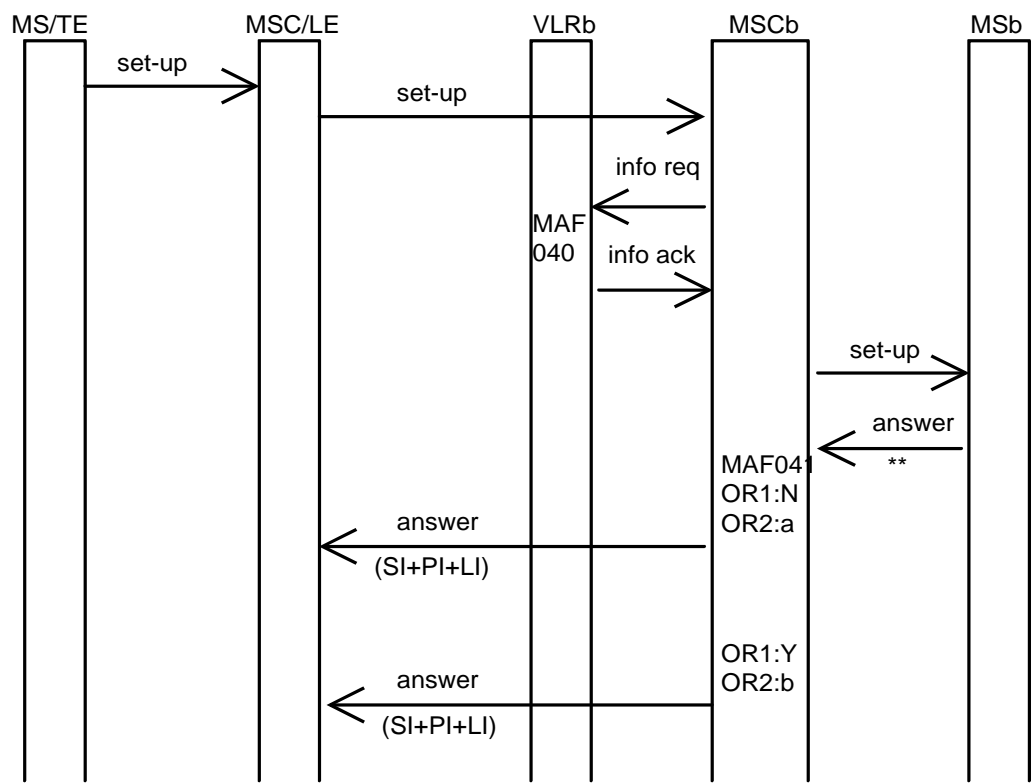 MS/TE MSC/LE VLRb MSCb MSb
set-up
set-up
info req
MAF
040
info ack
set-up
answer
**
MAF041
OR1:N
OR2:a
answer
(SI+PI+LI)
OR1:Y
OR2:b
answer
(SI+PI+LI)